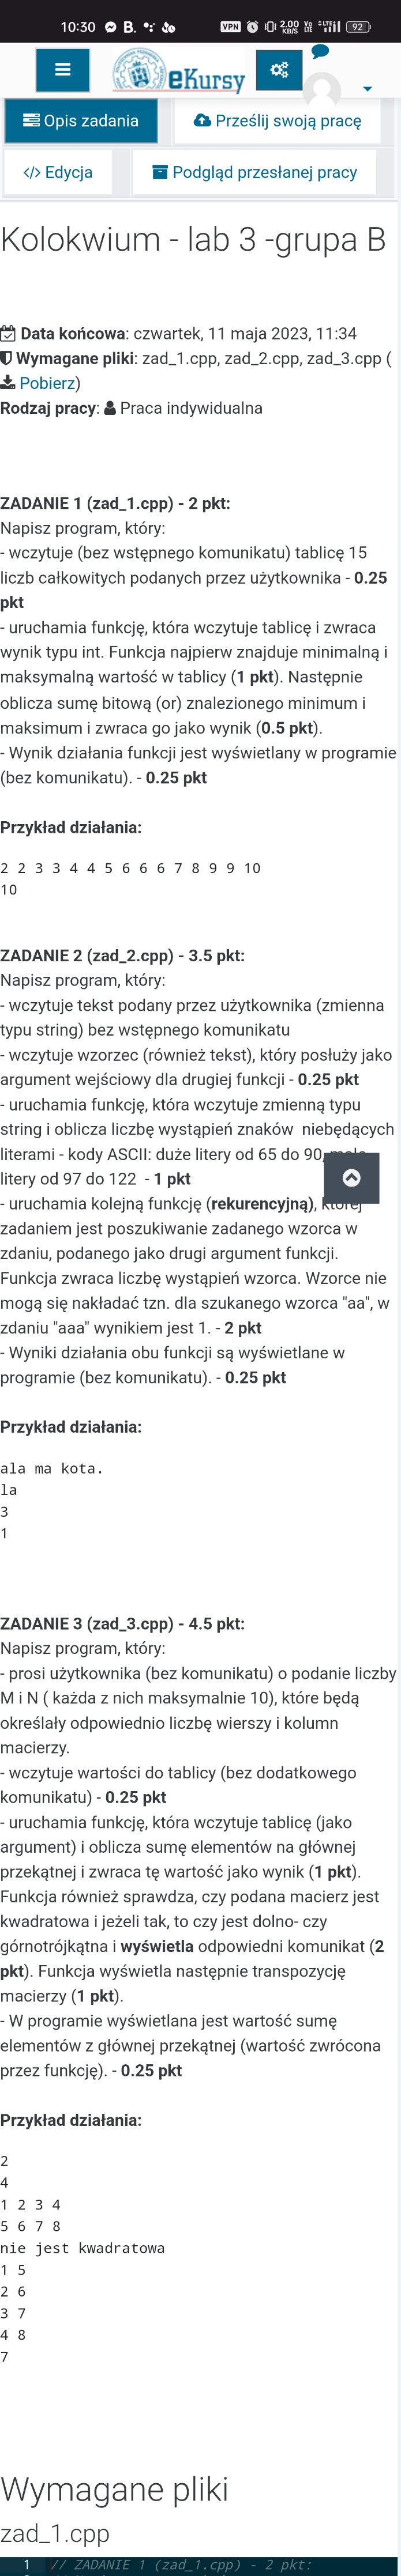 10:30 B. VPN 2.00 KB/S Vo LTE LTE 92
eKursy
Opis zadania Prześlij swoją pracę
</> Edycja Podgląd przesłanej pracy
Kolokwium - lab 3 -grupa B
Data końcowa: czwartek, 11 maja 2023, 11:34
Wymagane pliki: zad_1.cpp, zad_2.cpp, zad_3.cpp (
Pobierz)
Rodzaj pracy: Praca indywidualna
ZADANIE 1 (zad_1.cpp) - 2 pkt:
Napisz program, który:
- wczytuje (bez wstępnego komunikatu) tablicę 15
liczb całkowitych podanych przez użytkownika - 0.25
pkt
- uruchamia funkcję, która wczytuje tablicę i zwraca
wynik typu int. Funkcja najpierw znajduje minimalną i
maksymalną wartość w tablicy (1 pkt). Następnie
oblicza sumę bitową (or) znalezionego minimum i
maksimum i zwraca go jako wynik (0.5 pkt).
- Wynik działania funkcji jest wyświetlany w programie
(bez komunikatu). - 0.25 pkt
Przykład działania:
2 2 3 3 4 4 5 6 6 6 7 8 9 9 10
10
ZADANIE 2 (zad_2.cpp) - 3.5 pkt:
Napisz program, który:
- wczytuje tekst podany przez użytkownika (zmienna
typu string) bez wstępnego komunikatu
- wczytuje wzorzec (również tekst), który posłuży jako
argument wejściowy dla drugiej funkcji - 0.25 pkt
- uruchamia funkcję, która wczytuje zmienną typu
string i oblicza liczbę wystąpień znaków niebędących
literami - kody ASCII: duże litery od 65 do 90, małe
litery od 97 do 122 - 1 pkt
- uruchamia kolejną funkcję (rekurencyjną), której
zadaniem jest poszukiwanie zadanego wzorca w
zdaniu, podanego jako drugi argument funkcji.
Funkcja zwraca liczbę wystąpień wzorca. Wzorce nie
mogą się nakładać tzn. dla szukanego wzorca "aa", w
zdaniu "aaa" wynikiem jest 1. - 2 pkt
- Wyniki działania obu funkcji są wyświetlane w
programie (bez komunikatu). - 0.25 pkt
Przykład działania:
ala ma kota.
la
3
1
ZADANIE 3 (zad_3.cpp) - 4.5 pkt:
Napisz program, który:
- prosi użytkownika (bez komunikatu) o podanie liczby
M i N ( każda z nich maksymalnie 10), które będą
określały odpowiednio liczbę wierszy i kolumn
macierzy.
- wczytuje wartości do tablicy (bez dodatkowego
komunikatu) - 0.25 pkt
- uruchamia funkcję, która wczytuje tablicę (jako
argument) i oblicza sumę elementów na głównej
przekątnej i zwraca tę wartość jako wynik (1 pkt).
Funkcja również sprawdza, czy podana macierz jest
kwadratowa i jeżeli tak, to czy jest dolno- czy
górnotrójkątna i wyświetla odpowiedni komunikat (2
pkt). Funkcja wyświetla następnie transpozycję
macierzy (1 pkt).
- W programie wyświetlana jest wartość sumę
elementów z głównej przekątnej (wartość zwrócona
przez funkcję). - 0.25 pkt
Przykład działania:
2
4
1 2 3 4
5 6 7 8
nie jest kwadratowa
1 5
2 6
3 7
4 8
7
Wymagane pliki
zad_1.cpp
1 // ZADANIE 1 (zad_1.cpp) - 2 pkt: